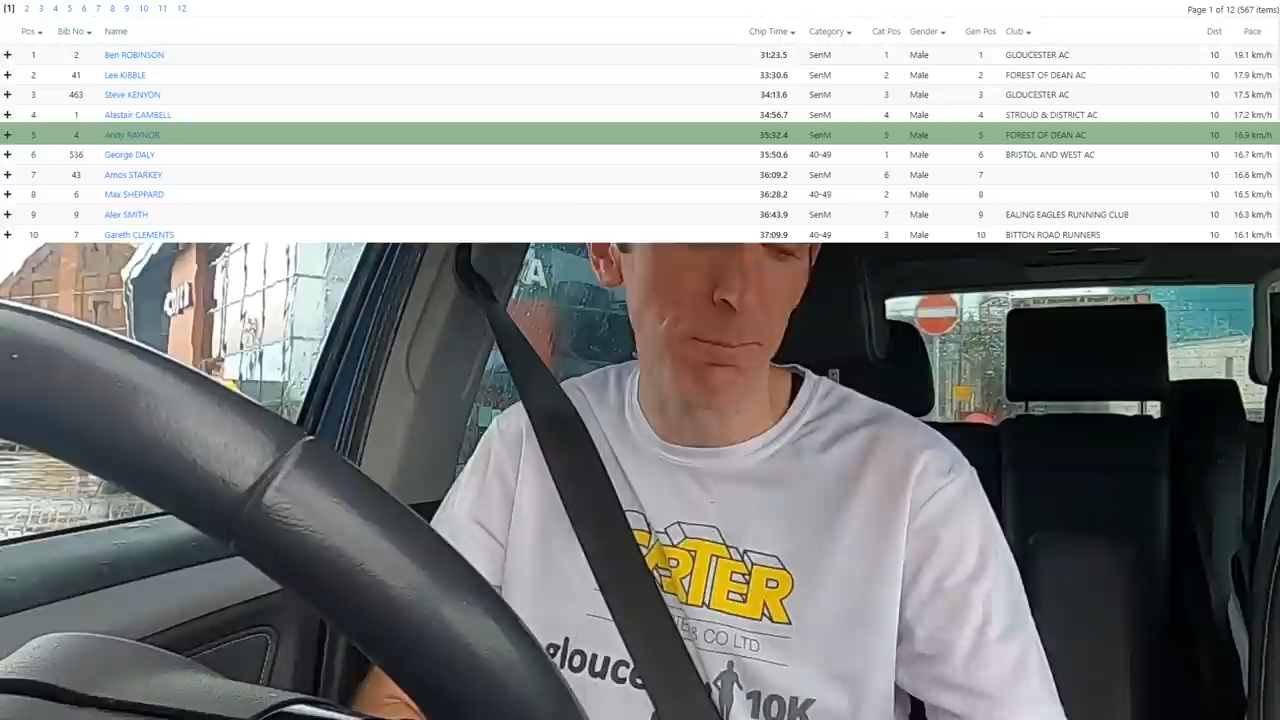 [1] 2 3 4 5 6 7 8 9 10 11 12
Page 1 of 12 (567 items)
Pos Bib No Name Chip Time Category Cat Pos Gender Gen Pos Club Dist Pace
1 2 Ben ROBINSON 31:23.5 SenM 1 Male 1 GLOUCESTER AC 10 19.1 km/h
2 41 Lee KIBBLE 33:30.6 SenM 2 Male 2 FOREST OF DEAN AC 10 17.9 km/h
3 463 Steve KENYON 34:13.6 SenM 3 Male 3 GLOUCESTER AC 10 17.5 km/h
4 1 Alastair CAMBELL 34:56.7 SenM 4 Male 4 STROUD & DISTRICT AC 10 17.2 km/h
5 4 Andy RAYNOR 35:32.4 SenM 5 Male 5 FOREST OF DEAN AC 10 16.9 km/h
6 536 George DALY 35:50.6 40-49 1 Male 6 BRISTOL AND WEST AC 10 16.7 km/h
7 43 Amos STARKEY 36:09.2 SenM 6 Male 7 10 16.6 km/h
8 6 Max SHEPPARD 36:28.2 40-49 2 Male 8 10 16.5 km/h
9 9 Alex SMITH 36:43.9 SenM 7 Male 9 EALING EAGLES RUNNING CLUB 10 16.3 km/h
10 7 Gareth CLEMENTS 37:09.9 40-49 3 Male 10 BITTON ROAD RUNNERS 10 16.1 km/h
& CO LTD
10K